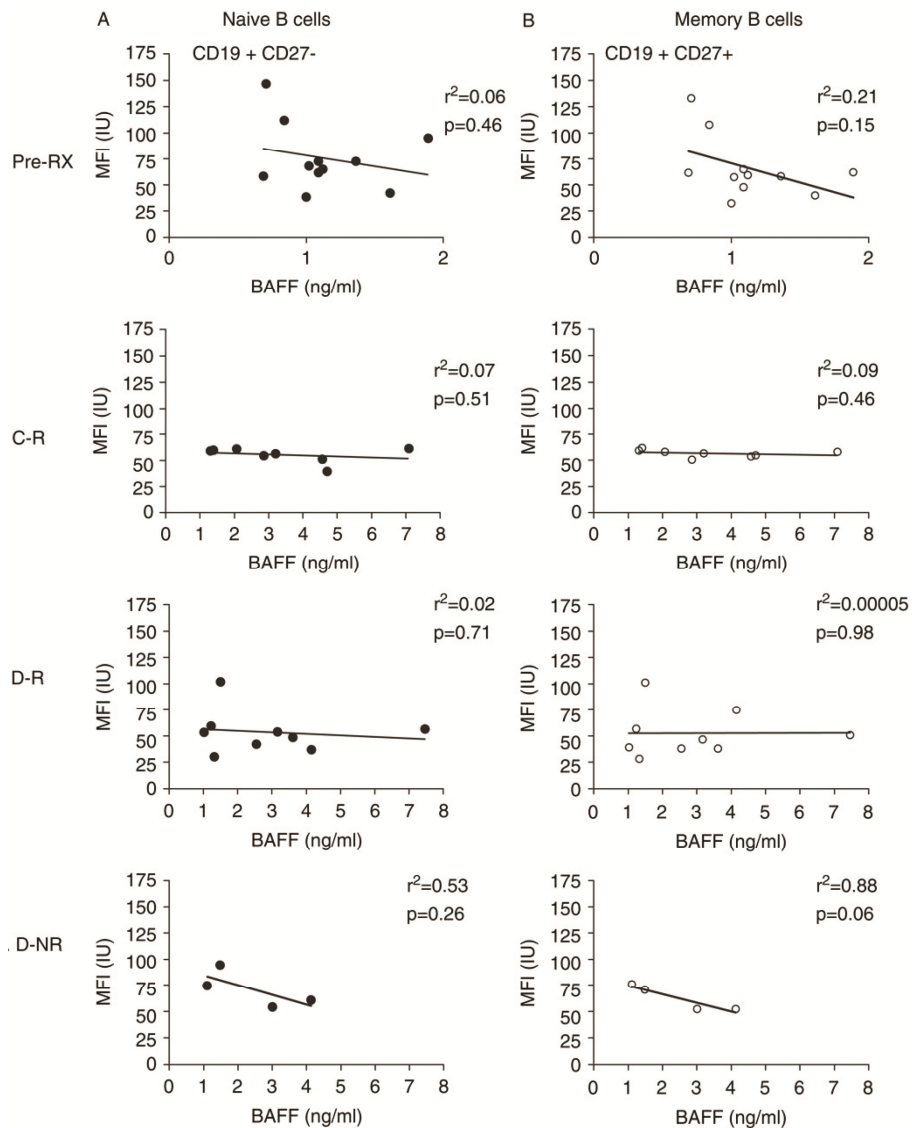 A Naive B cells B Memory B cells
CD19 + CD27- CD19 + CD27+
Pre-RX
MFI (IU)
175
150
125
100
75
50
25
0
r²=0.06
p=0.46
0 1 2
BAFF (ng/ml)
MFI (IU)
175
150
125
100
75
50
25
0
r²=0.21
p=0.15
0 1 2
BAFF (ng/ml)
C-R
MFI (IU)
175
150
125
100
75
50
25
0
r²=0.07
p=0.51
0 1 2 3 4 5 6 7 8
BAFF (ng/ml)
MFI (IU)
175
150
125
100
75
50
25
0
r²=0.09
p=0.46
0 1 2 3 4 5 6 7 8
BAFF (ng/ml)
D-R
MFI (IU)
175
150
125
100
75
50
25
0
r²=0.02
p=0.71
0 1 2 3 4 5 6 7 8
BAFF (ng/ml)
MFI (IU)
175
150
125
100
75
50
25
0
r²=0.00005
p=0.98
0 1 2 3 4 5 6 7 8
BAFF (ng/ml)
. D-NR
MFI (IU)
175
150
125
100
75
50
25
0
r²=0.53
p=0.26
0 1 2 3 4 5 6 7 8
BAFF (ng/ml)
MFI (IU)
175
150
125
100
75
50
25
0
r²=0.88
p=0.06
0 1 2 3 4 5 6 7 8
BAFF (ng/ml)